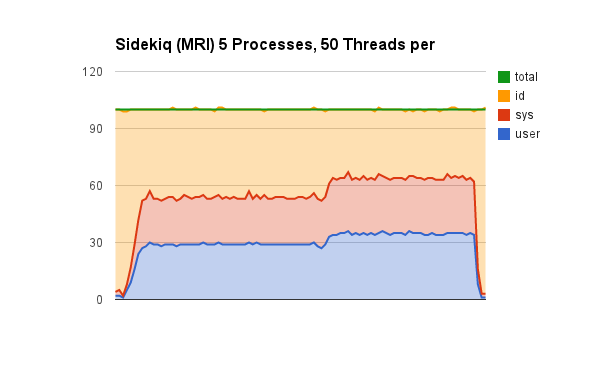 Sidekiq (MRI) 5 Processes, 50 Threads per
120
90
60
30
0
total
id
sys
user